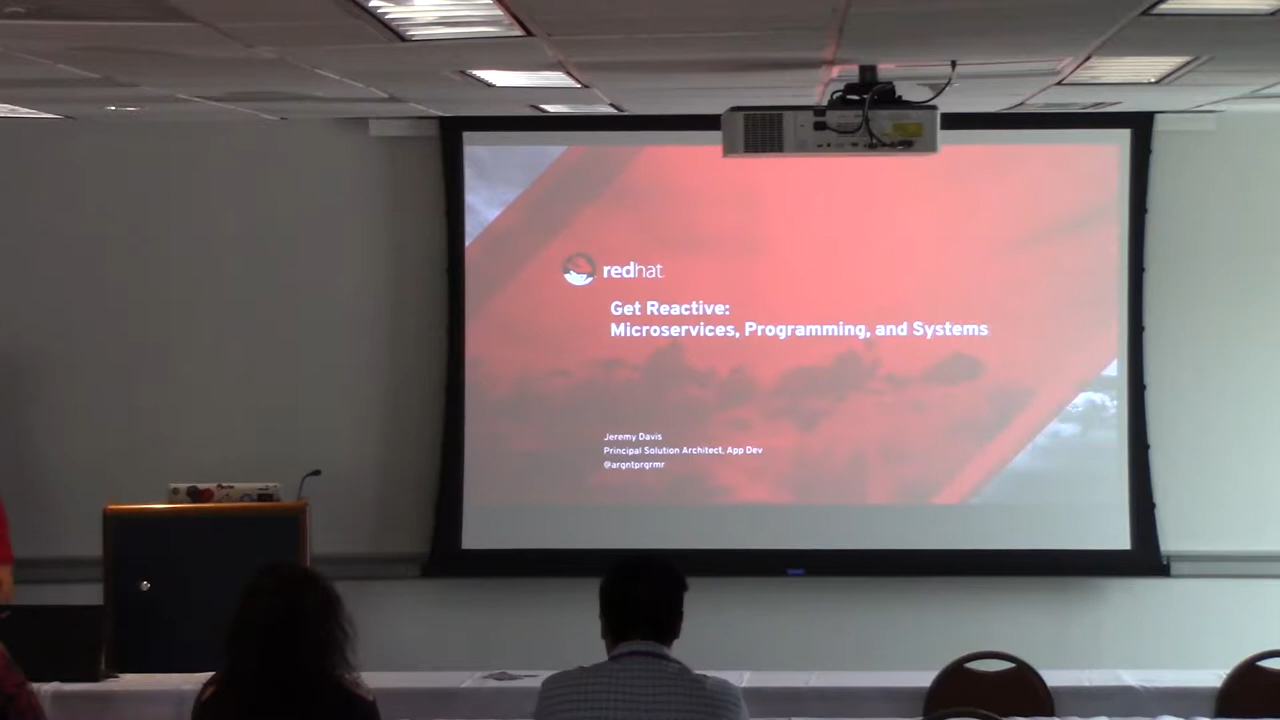 redhat.
Get Reactive:
Microservices, Programming, and Systems
Jeremy Davis
Principal Solution Architect, App Dev
@argntprgrmr